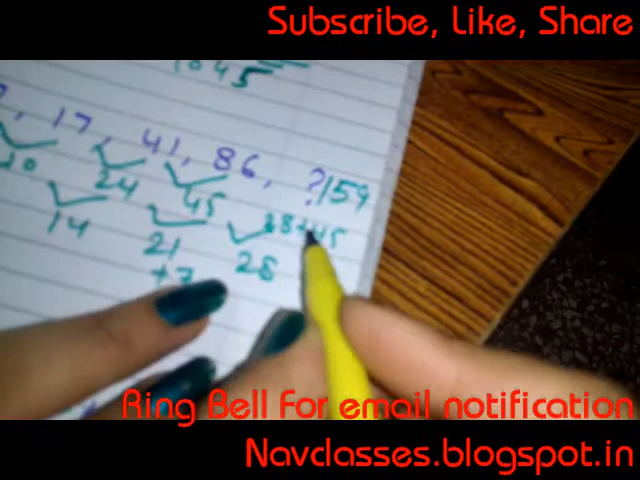 Subscribe, Like, Share
1045
, 17, 41, 86, ? 159
10 24 45 28+45
14 21 28
+7
Ring Bell For email notification
Navclasses.blogspot.in